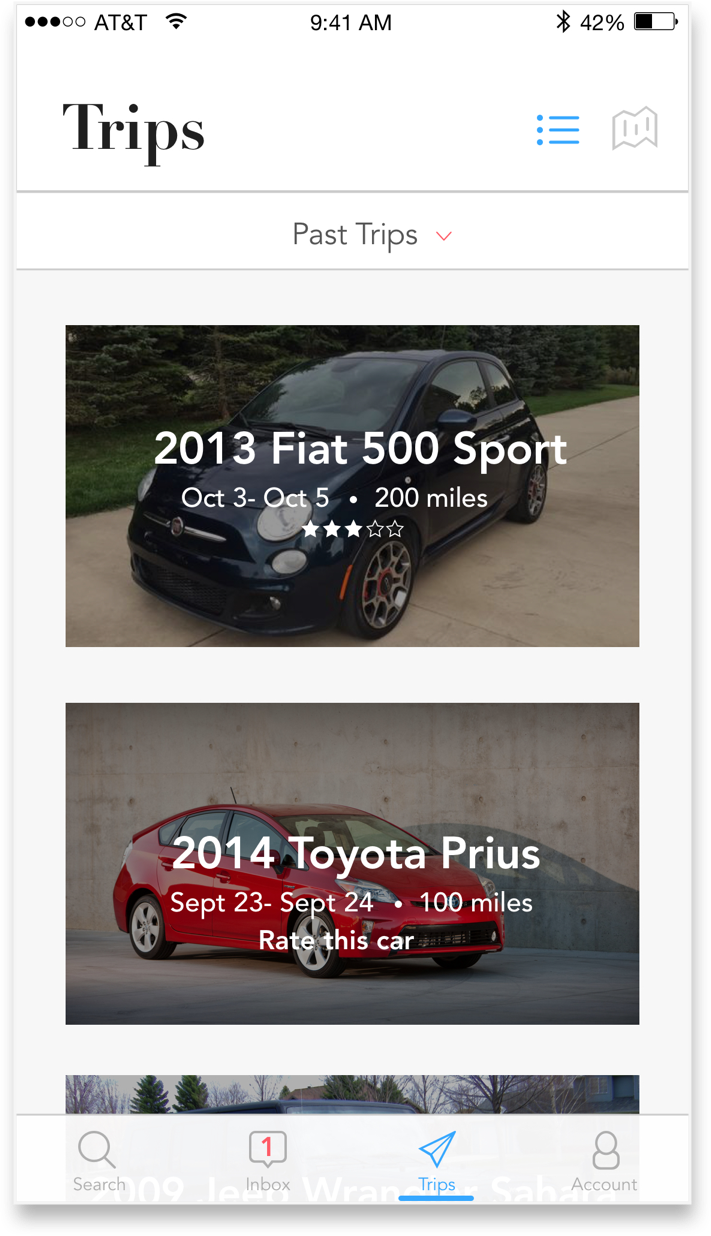 AT&T 9:41 AM 42%
Trips
Past Trips
2013 Fiat 500 Sport
Oct 3- Oct 5 • 200 miles
2014 Toyota Prius
Sept 23- Sept 24 • 100 miles
Rate this car
2009 Jeep Wrangler Sahara
1
Search Inbox Trips Account